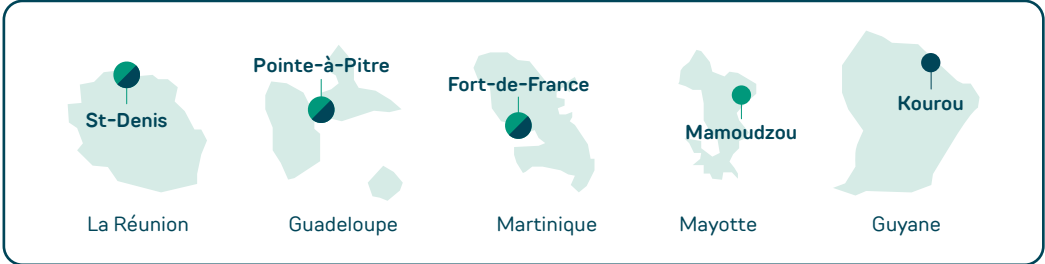 Pointe-à-Pitre
Fort-de-France
St-Denis
Kourou
Mamoudzou
La Réunion
Guadeloupe
Martinique
Mayotte
Guyane